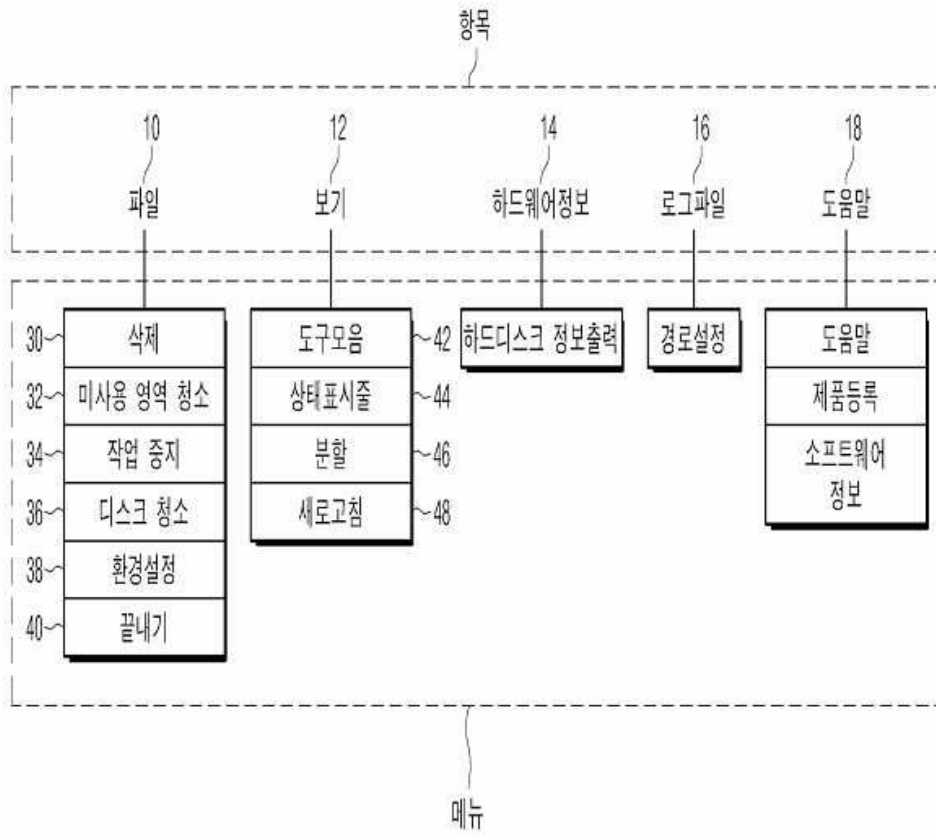 항목
10
12
14
16
18
파일
보기
하드웨어정보
로그파일
도움말
30
삭제
32
미사용 영역 청소
34
작업 중지
36
디스크 청소
38
환경설정
40
끝내기
도구모음
42
상태표시줄
44
분할
46
새로고침
48
하드디스크 정보출력
경로설정
도움말
제품등록
소프트웨어
정보
메뉴